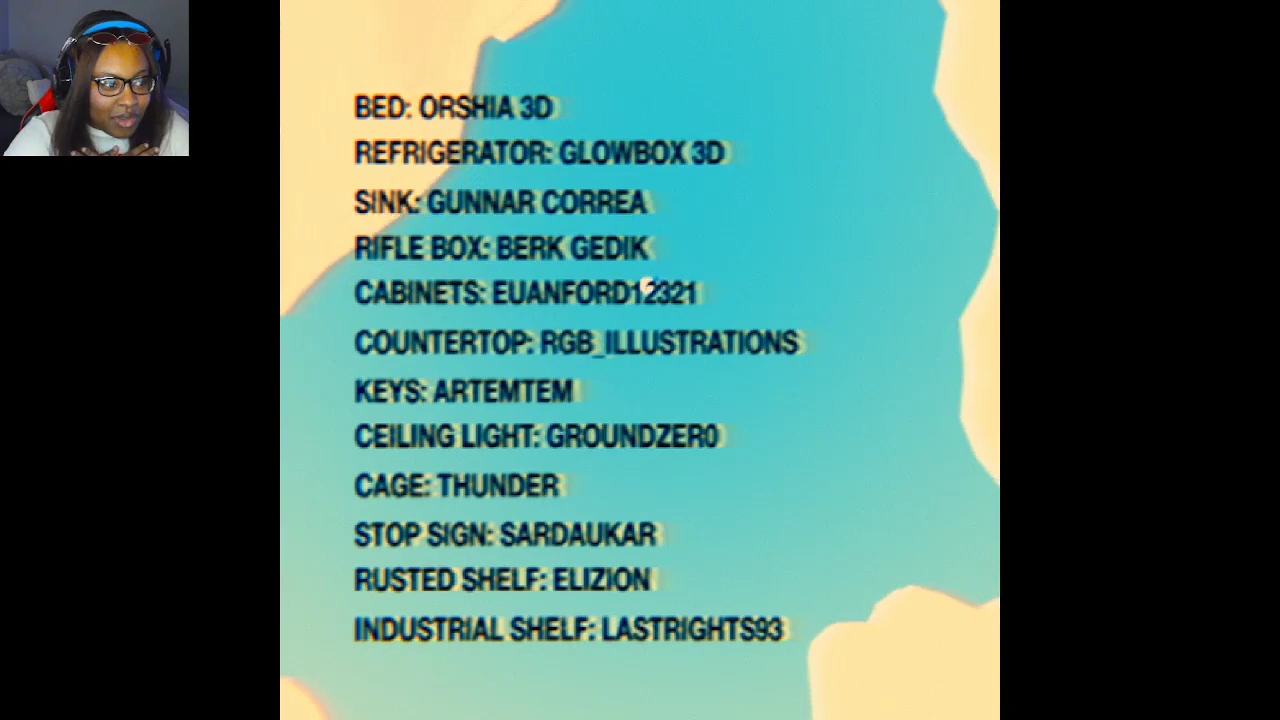 BED: ORSHIA 3D
REFRIGERATOR: GLOWBOX 3D
SINK: GUNNAR CORREA
RIFLE BOX: BERK GEDIK
CABINETS: EUANFORD12321
COUNTERTOP: RGB_ILLUSTRATIONS
KEYS: ARTEMTEM
CEILING LIGHT: GROUNDZER0
CAGE: THUNDER
STOP SIGN: SARDAUKAR
RUSTED SHELF: ELIZION
INDUSTRIAL SHELF: LASTRIGHTS93